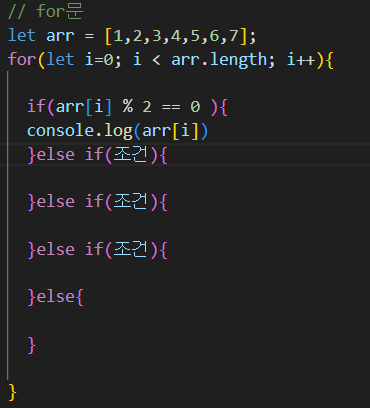 // for문
let arr = [1,2,3,4,5,6,7];
for(let i=0; i < arr.length; i++){
if(arr[i] % 2 == 0 ){
console.log(arr[i])
}else if(조건){
}else if(조건){
}else if(조건){
}else{
}
}